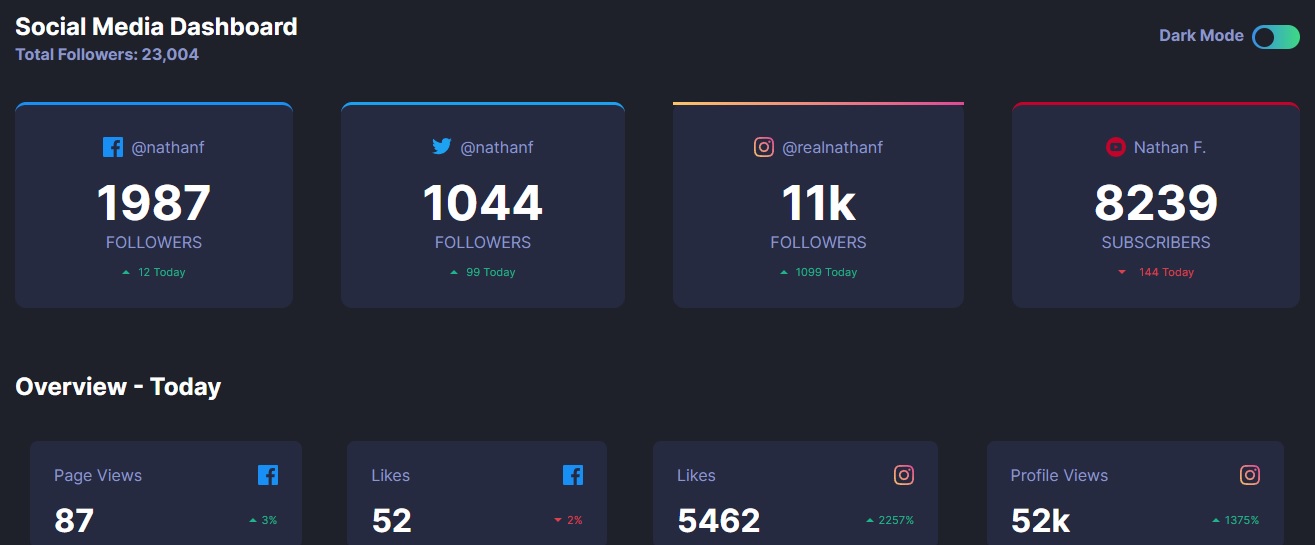 Social Media Dashboard
Total Followers: 23,004
Dark Mode
@nathanf
1987
FOLLOWERS
12 Today
@nathanf
1044
FOLLOWERS
99 Today
@realnathanf
11k
FOLLOWERS
1099 Today
Nathan F.
8239
SUBSCRIBERS
144 Today
Overview - Today
Page Views
87
3%
Likes
52
2%
Likes
5462
2257%
Profile Views
52k
1375%